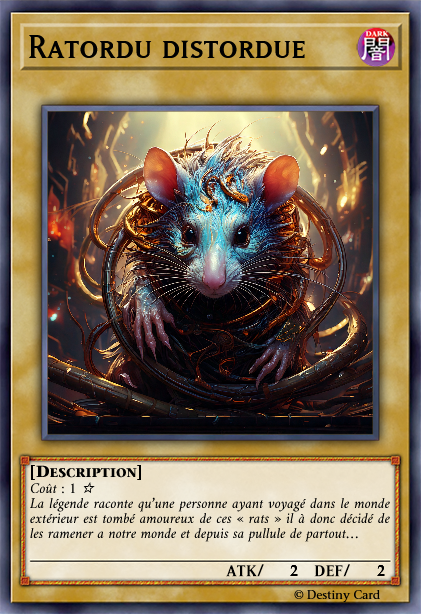 RATORDU DISTORDUE
DARK
闇
[DESCRIPTION]
Coût : 1 ☆
La légende raconte qu'une personne ayant voyagé dans le monde
extérieur est tombé amoureux de ces « rats » il à donc décidé de
les ramener a notre monde et depuis sa pullule de partout…
ATK/ 2 DEF/ 2
© Destiny Card